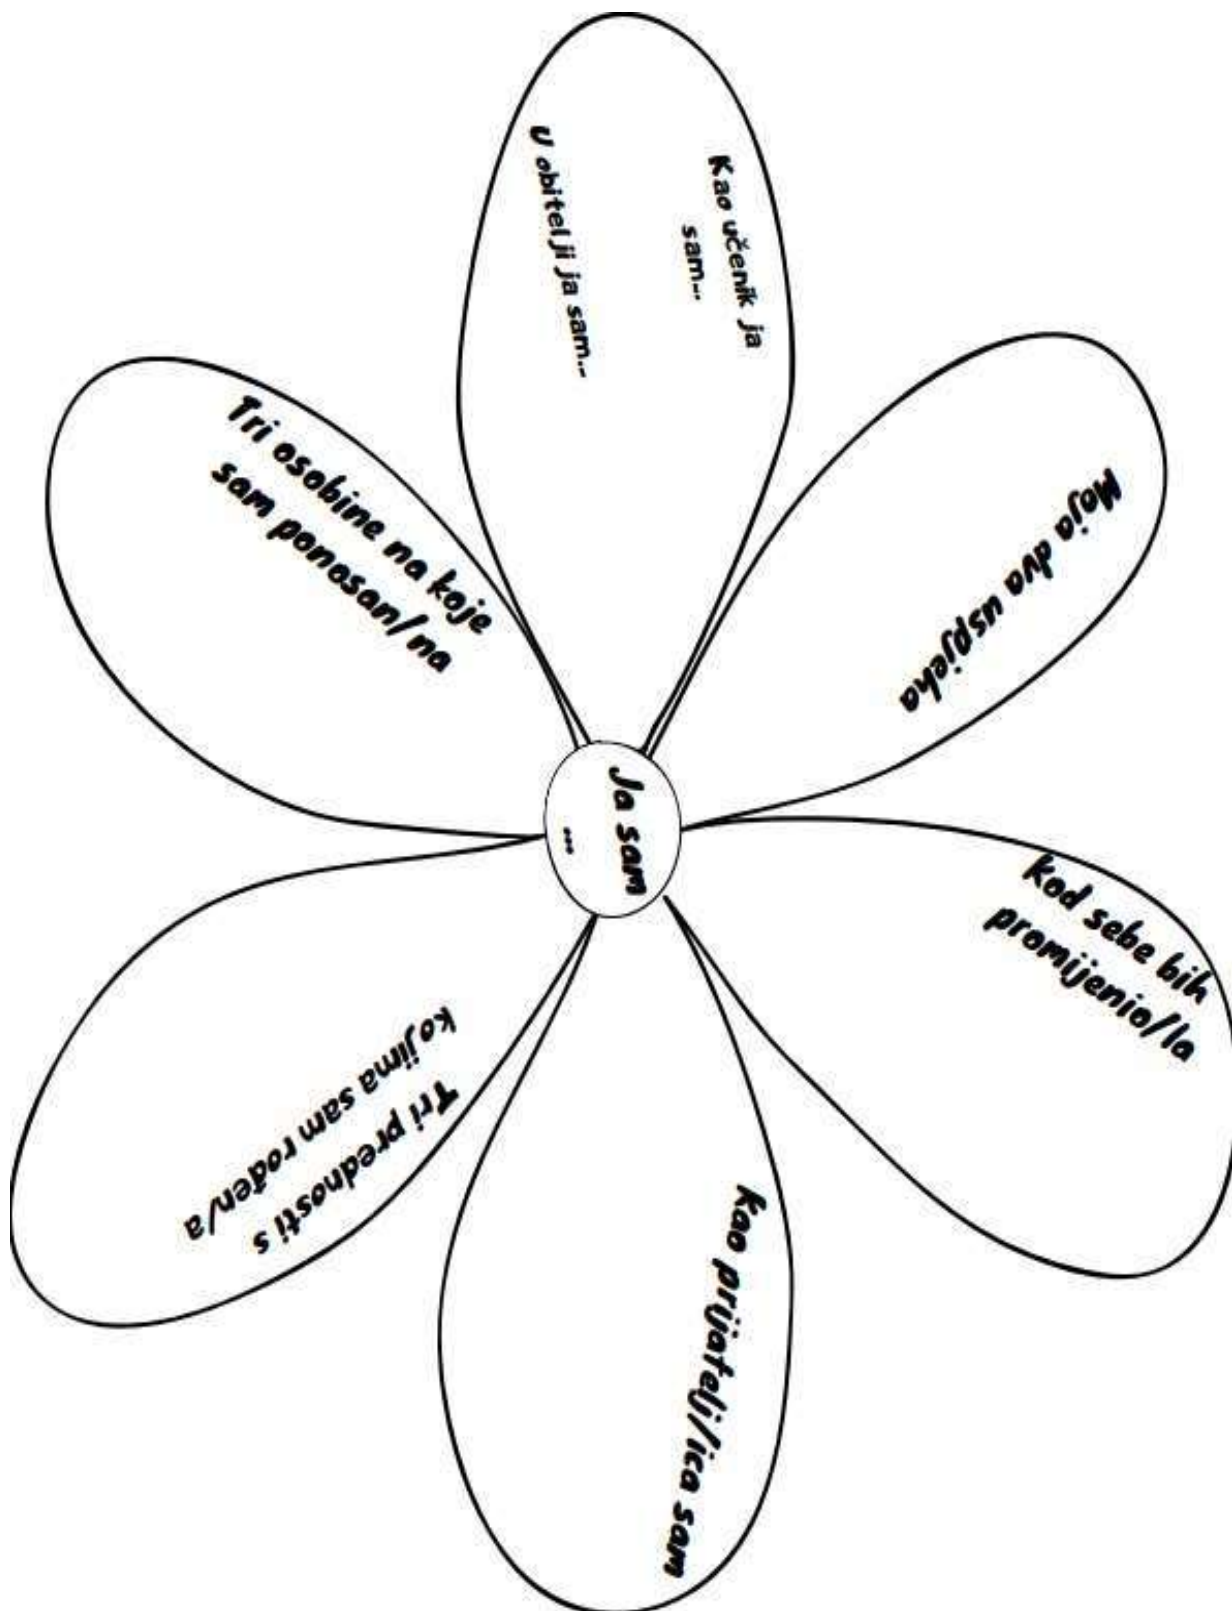 Kao učenik ja
sam...
U obitelji ja sam...
Moja dva uspjeha
Tri osobine na koje
sam ponosan/na
Ja sam
...
Kod sebe bih
promijenio/la
Tri prednosti s
kojima sam rođen/a
Kao prijatelj/ica sam